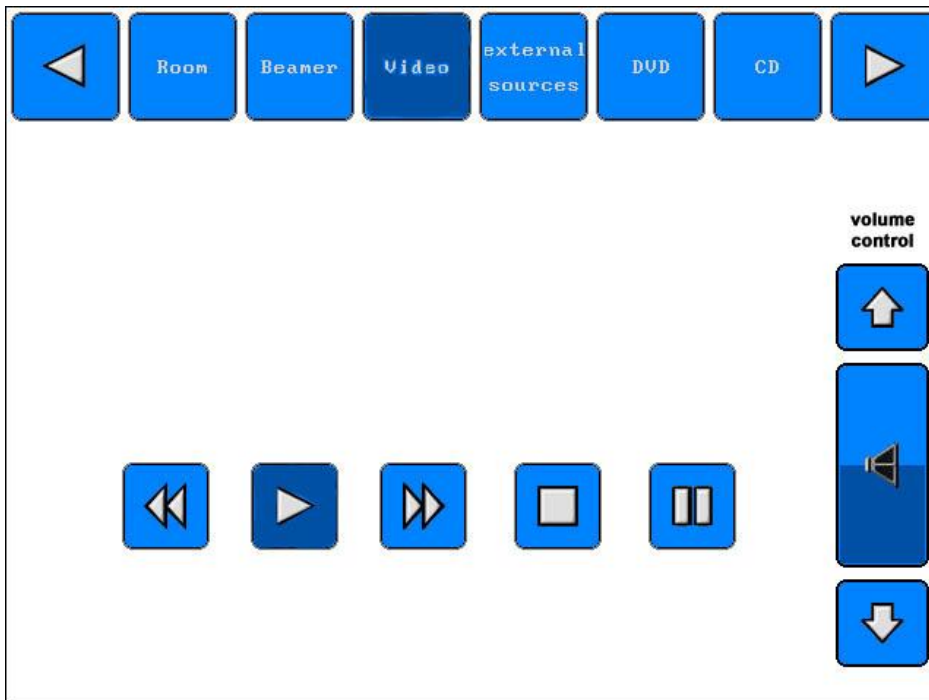 Room
Beamer
Video
external
sources
DVD
CD
volume
control